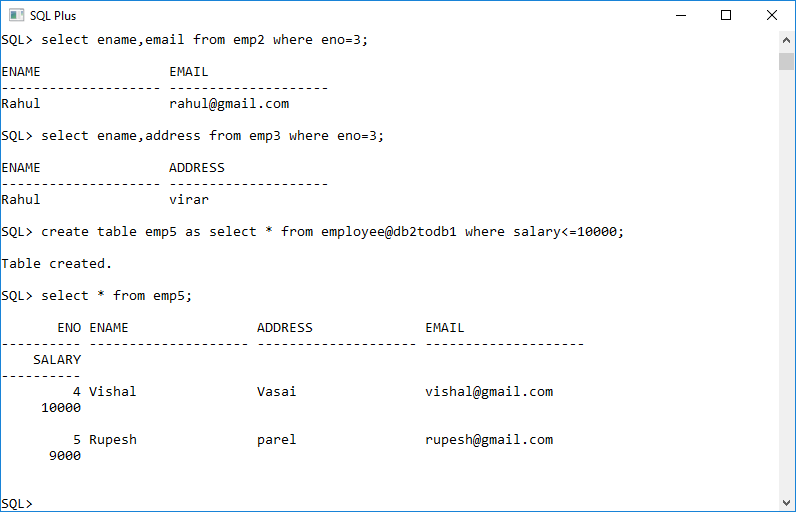 SQL Plus
SQL> select ename,email from emp2 where eno=3;
ENAME                EMAIL
-------------------- --------------------
Rahul                rahul@gmail.com
SQL> select ename,address from emp3 where eno=3;
ENAME                ADDRESS
-------------------- --------------------
Rahul                virar
SQL> create table emp5 as select * from employee@db2todb1 where salary<=10000;
Table created.
SQL> select * from emp5;
       ENO ENAME                ADDRESS              EMAIL
---------- -------------------- -------------------- --------------------
    SALARY
----------
         4 Vishal               Vasai                vishal@gmail.com
     10000
         5 Rupesh               parel                rupesh@gmail.com
      9000
SQL>